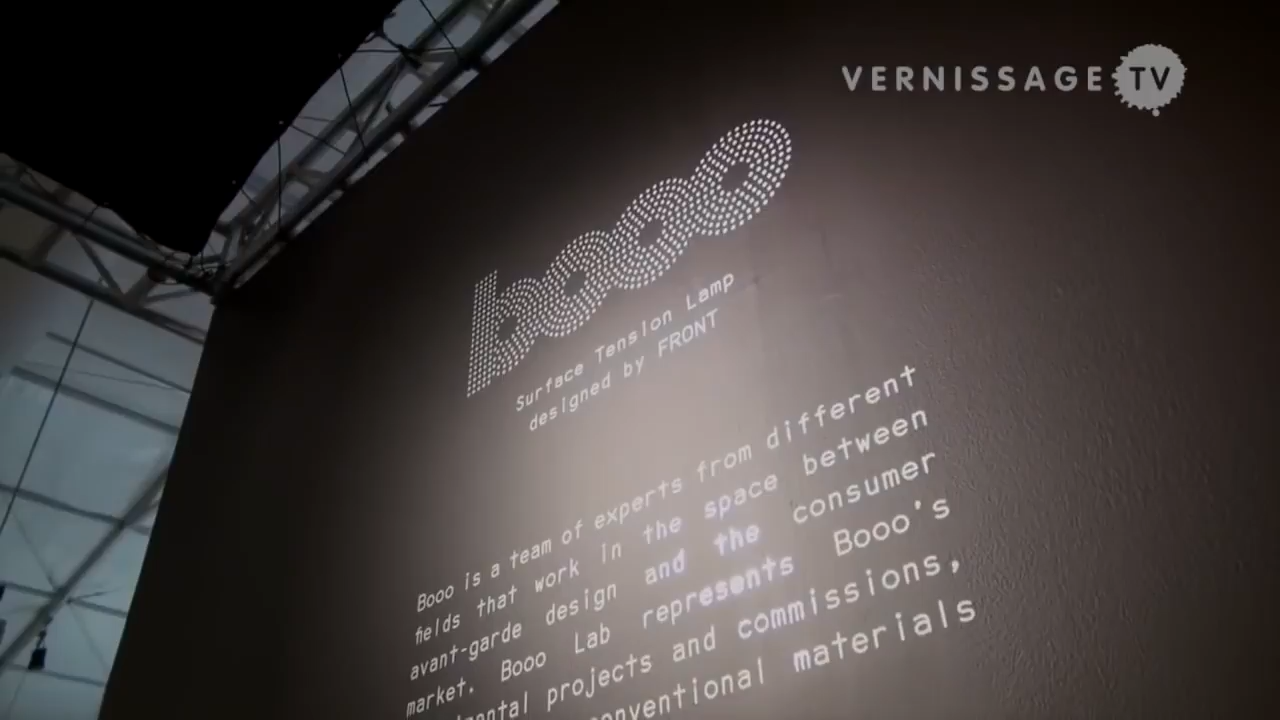 VERNISSAGE TV
booo
Surface Tension Lamp
designed by FRONT
Booo is a team of experts from different
fields that work in the space between
avant-garde design and the consumer
market. Booo Lab represents Booo's
projects and commissions,
materials